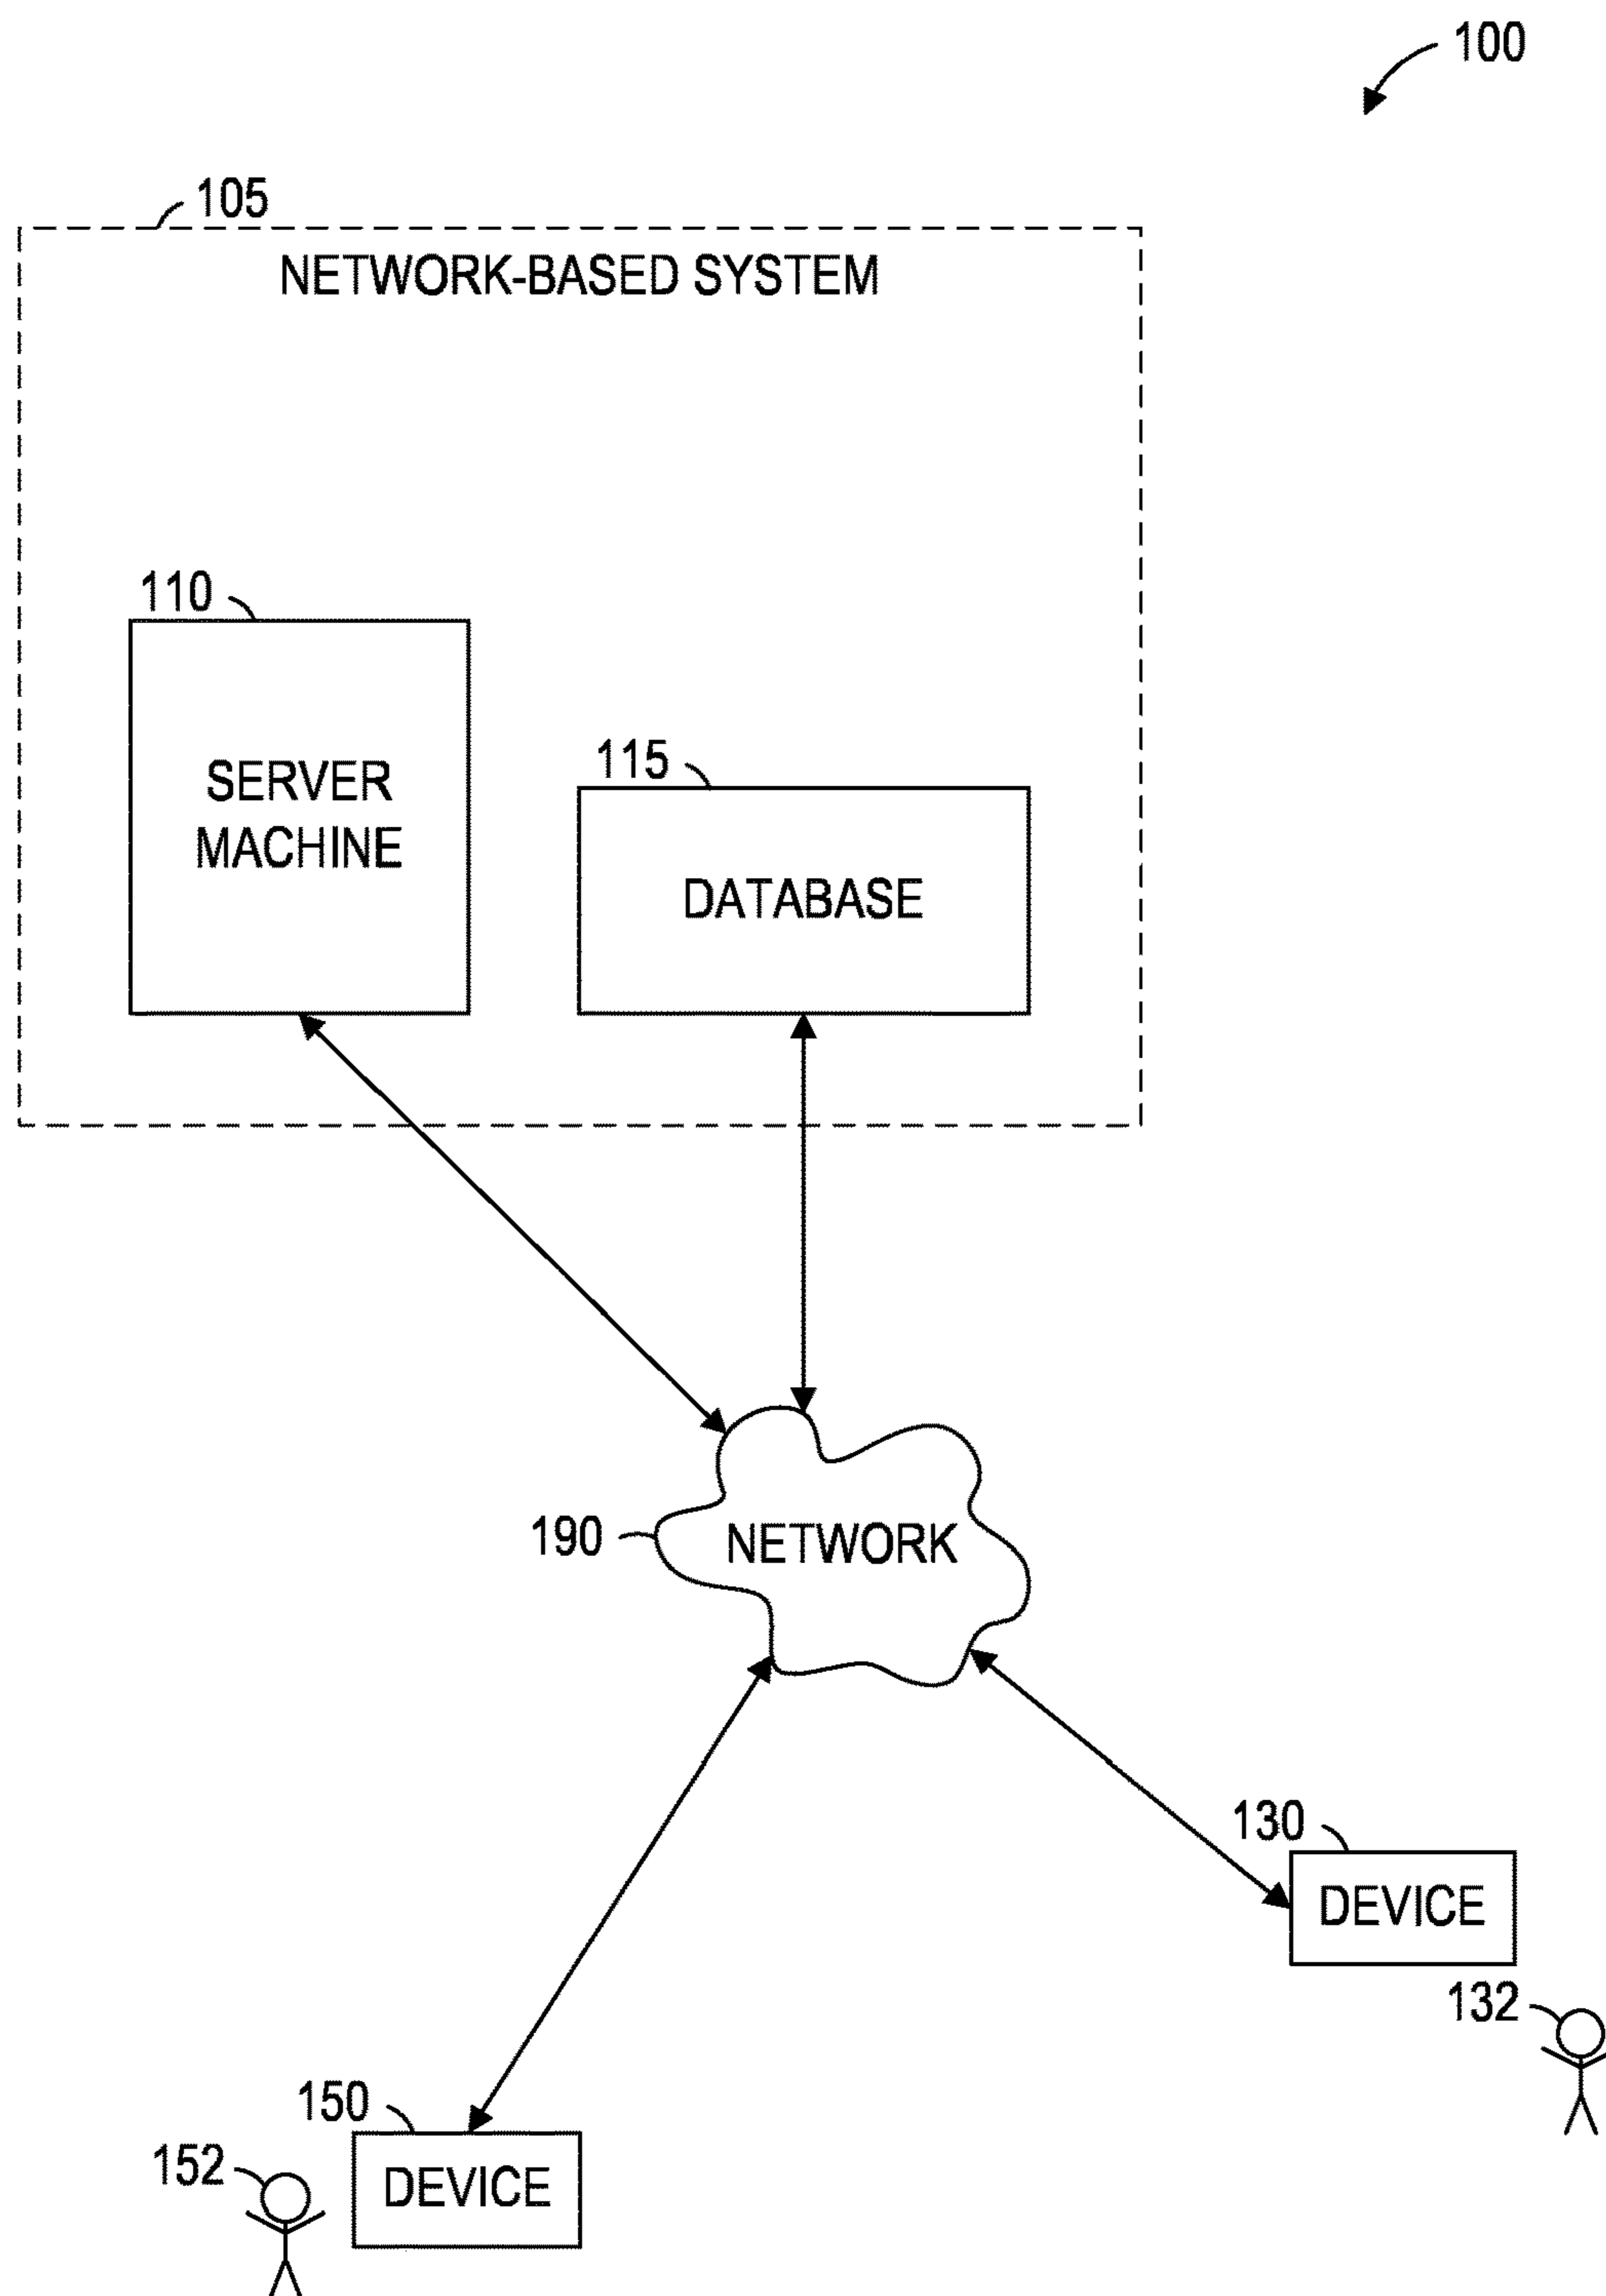 100
105
NETWORK-BASED SYSTEM
110
SERVER
MACHINE
115
DATABASE
190
NETWORK
130
DEVICE
132
150
DEVICE
152